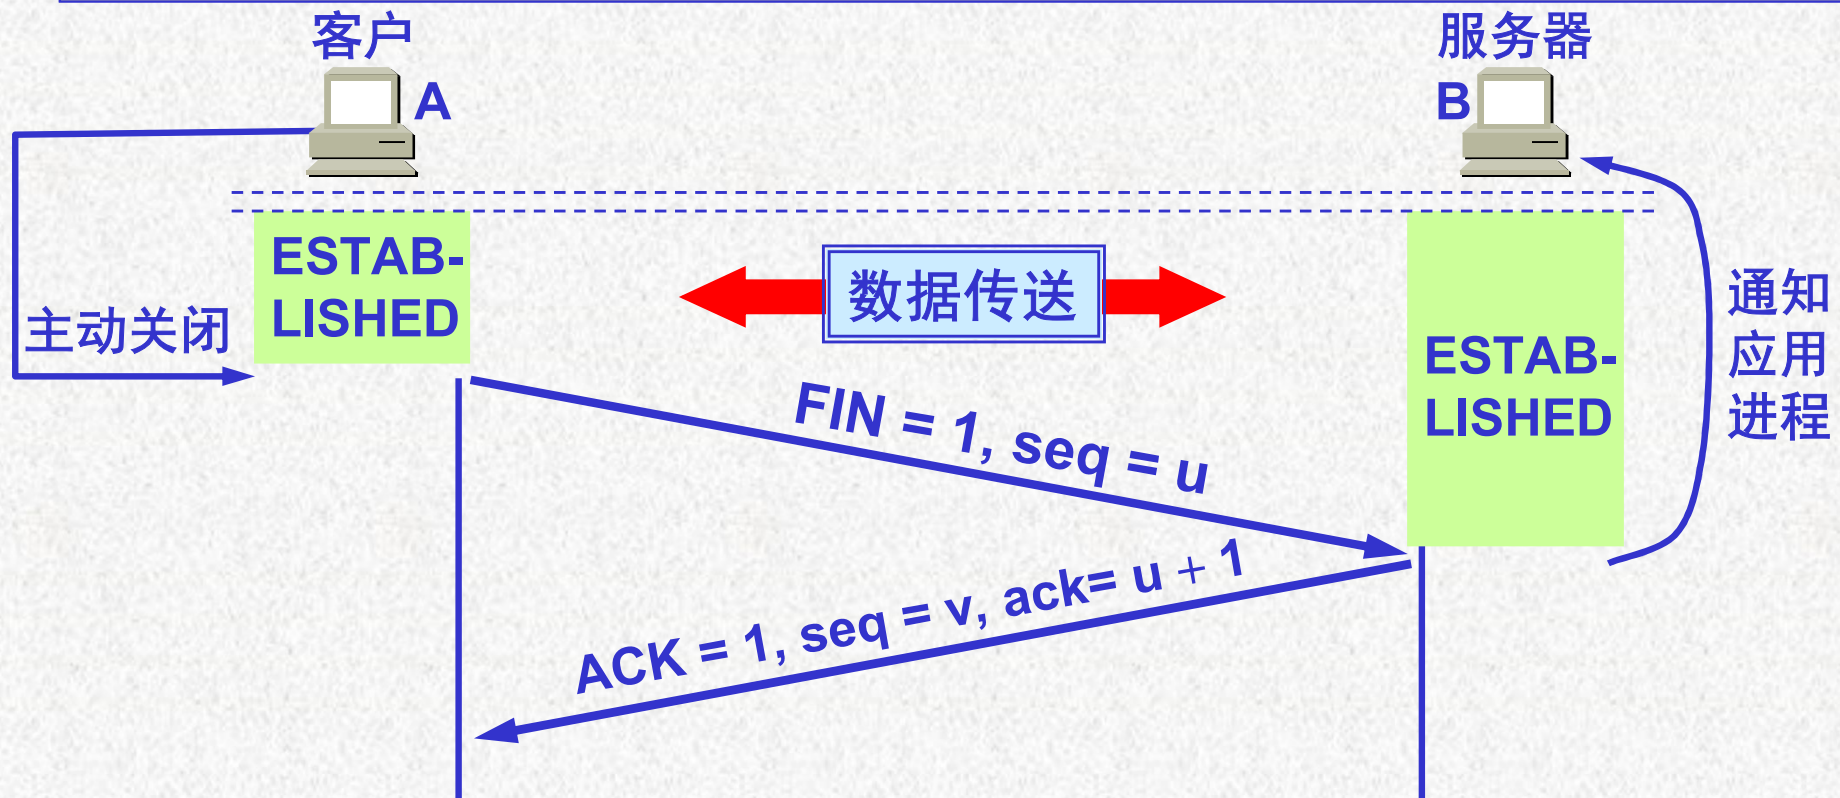 客户
服务器
A
B
ESTAB-
LISHED
数据传送
主动关闭
ESTAB-
LISHED
通知
应用
进程
FIN = 1, seq = u
ACK = 1, seq = v, ack= u + 1